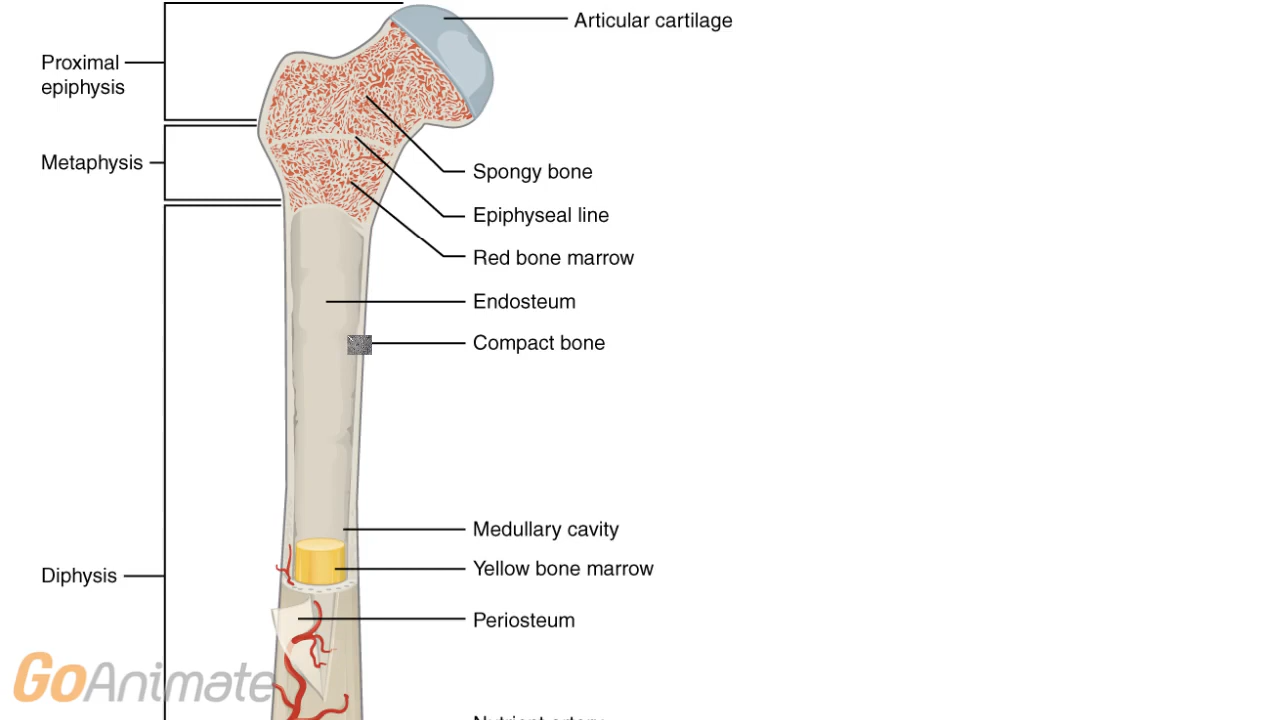 Articular cartilage
Proximal
epiphysis
Metaphysis
Spongy bone
Epiphyseal line
Red bone marrow
Endosteum
Compact bone
Medullary cavity
Yellow bone marrow
Diphysis
Periosteum
GoAnimate